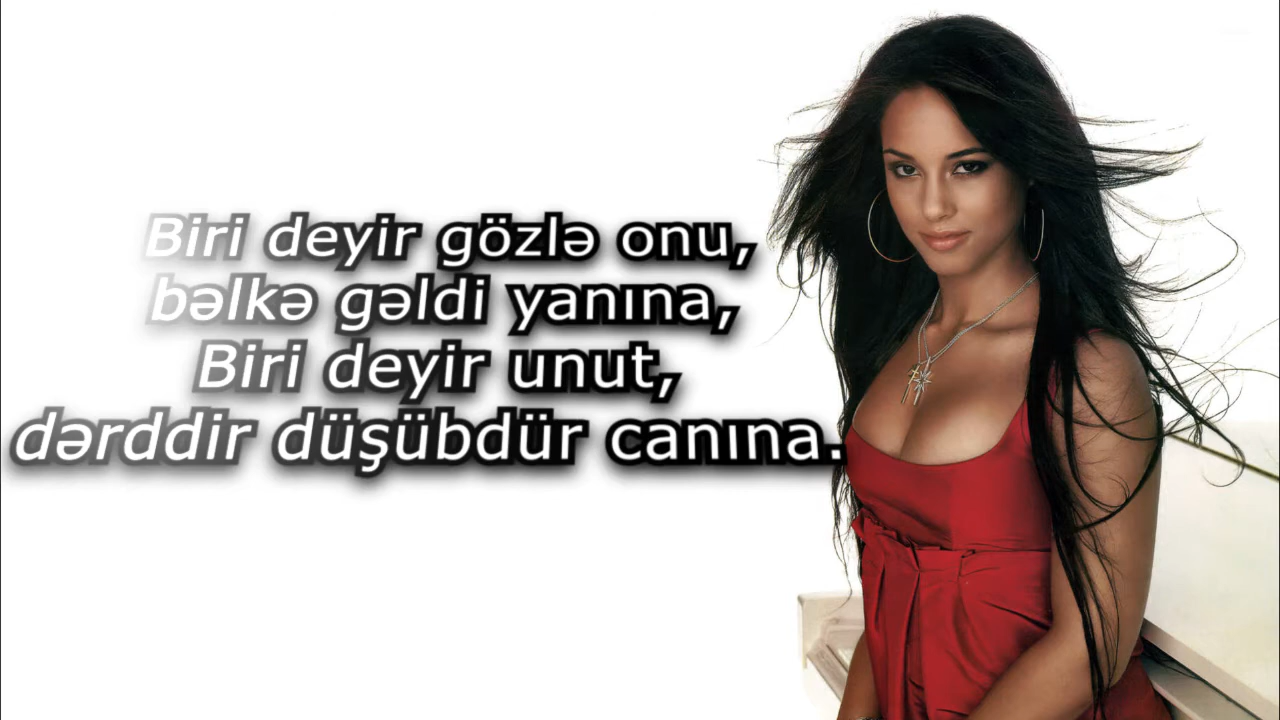 Biri deyir gözlə onu,
bəlkə gəldi yanına,
Biri deyir unut,
dərddir düşübdür canına.